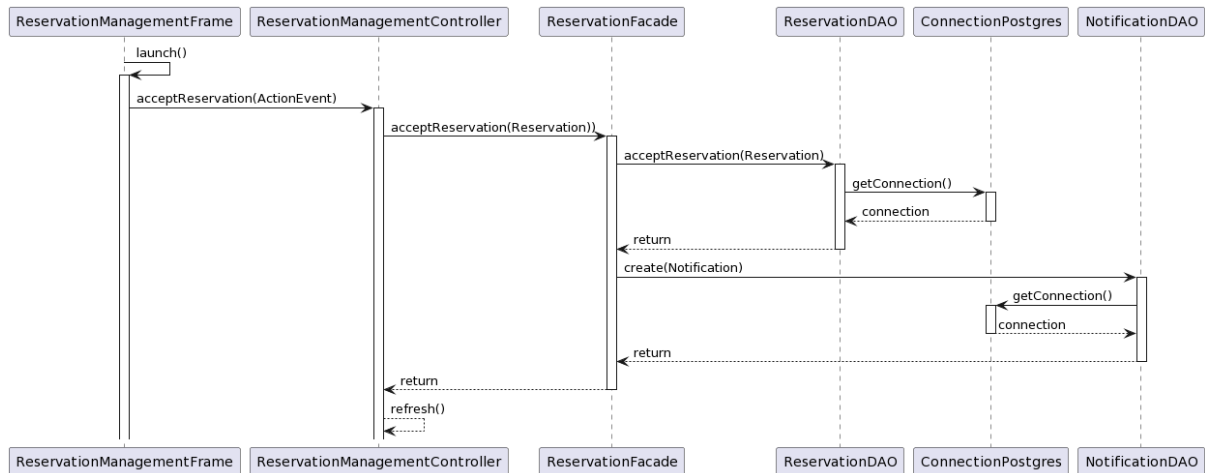 ReservationManagementFrame
ReservationManagementController
ReservationFacade
ReservationDAO
ConnectionPostgres
NotificationDAO
launch()
acceptReservation(ActionEvent)
acceptReservation(Reservation))
acceptReservation(Reservation)
getConnection()
connection
return
create(Notification)
getConnection()
connection
return
return
refresh()
ReservationManagementFrame
ReservationManagementController
ReservationFacade
ReservationDAO
ConnectionPostgres
NotificationDAO